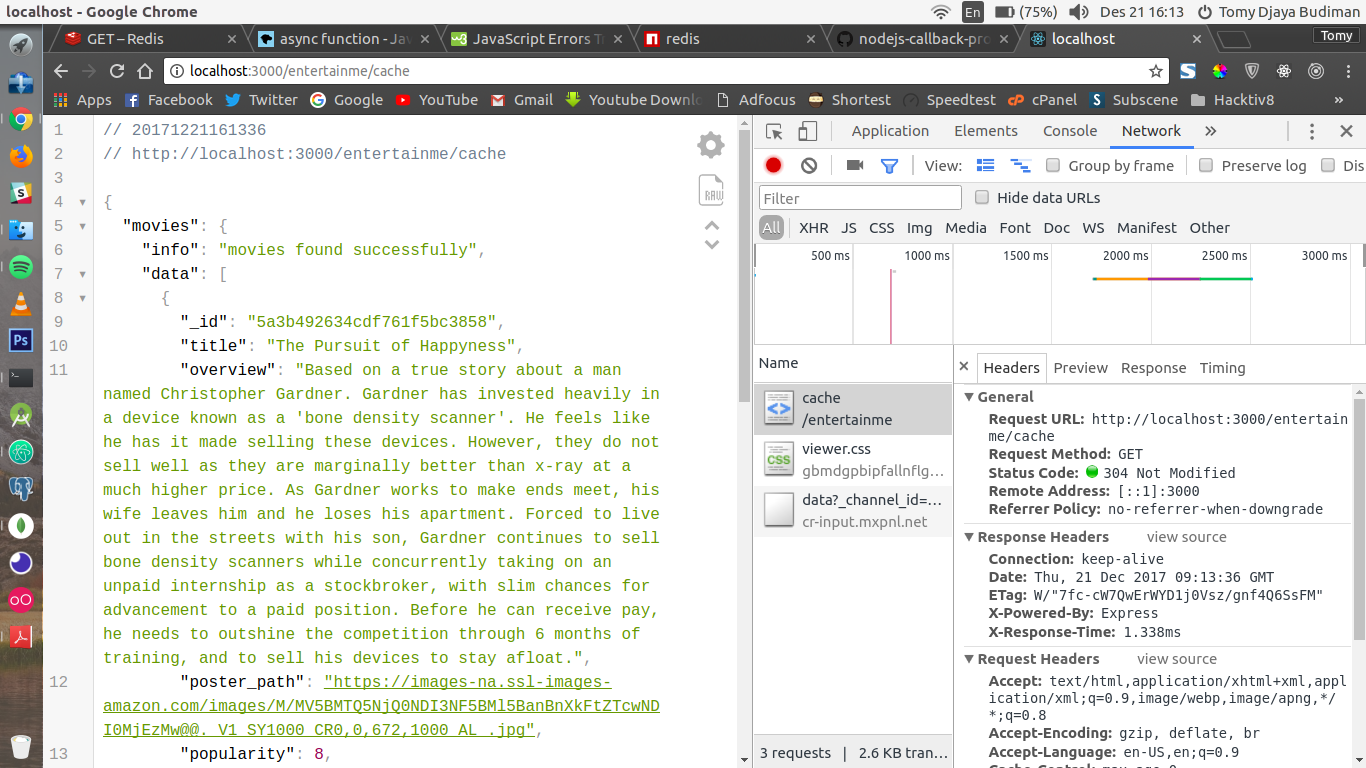 localhost - Google Chrome
En (75%) Des 21 16:13 Tomy Djaya Budiman
GET – Redis
async function - Jav
JavaScript Errors T
redis
nodejs-callback-pro
localhost
Tomy
localhost:3000/entertainme/cache
Apps Facebook Twitter Google YouTube Gmail Youtube Downlo Adfocus Shortest Speedtest cPanel Subscene Hacktiv8 »
1 // 20171221161336
2 // http://localhost:3000/entertainme/cache
3
4 {
5 "movies": {
6 "info": "movies found successfully",
7 "data": [
8 {
9 "_id": "5a3b492634cdf761f5bc3858",
10 "title": "The Pursuit of Happyness",
11 "overview": "Based on a true story about a man
named Christopher Gardner. Gardner has invested heavily in
a device known as a 'bone density scanner'. He feels like
he has it made selling these devices. However, they do not
sell well as they are marginally better than x-ray at a
much higher price. As Gardner works to make ends meet, his
wife leaves him and he loses his apartment. Forced to live
out in the streets with his son, Gardner continues to sell
bone density scanners while concurrently taking on an
unpaid internship as a stockbroker, with slim chances for
advancement to a paid position. Before he can receive pay,
he needs to outshine the competition through 6 months of
training, and to sell his devices to stay afloat.",
12 "poster_path": "https://images-na.ssl-images-
amazon.com/images/M/MV5BMTQ5NjQ0NDI3NF5BMl5BanBnXkFtZTcwND
I0MjEzMw@@._V1_SY1000_CR0,0,672,1000_AL_.jpg",
13 "popularity": 8,
RAW
Application Elements Console Network »
View: Group by frame Preserve log Dis
Filter Hide data URLs
All XHR JS CSS Img Media Font Doc WS Manifest Other
500 ms 1000 ms 1500 ms 2000 ms 2500 ms 3000 ms
Name
cache
/entertainme
viewer.css
gbmdgpbipfallnflg…
data?_channel_id=…
cr-input.mxpnl.net
3 requests | 2.6 KB tran…
Headers Preview Response Timing
General
Request URL: http://localhost:3000/entertain
me/cache
Request Method: GET
Status Code: 304 Not Modified
Remote Address: [::1]:3000
Referrer Policy: no-referrer-when-downgrade
Response Headers view source
Connection: keep-alive
Date: Thu, 21 Dec 2017 09:13:36 GMT
ETag: W/"7fc-cW7QwErWYD1j0Vsz/gnf4Q6SsFM"
X-Powered-By: Express
X-Response-Time: 1.338ms
Request Headers view source
Accept: text/html,application/xhtml+xml,appl
ication/xml;q=0.9,image/webp,image/apng,*/
*;q=0.8
Accept-Encoding: gzip, deflate, br
Accept-Language: en-US,en;q=0.9
Cache-Control: max-age=0